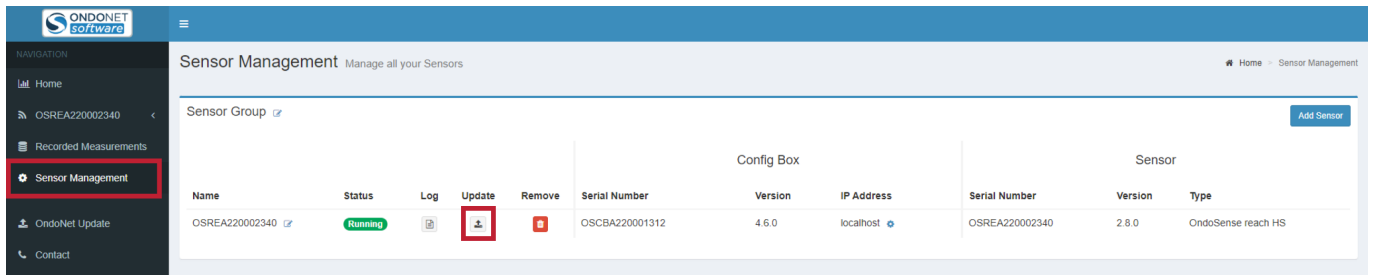 ONDONET
software
NAVIGATION
Home
OSREA220002340
Recorded Measurements
Sensor Management
OndoNet Update
Contact
Sensor Management Manage all your Sensors
Home > Sensor Management
Sensor Group
Add Sensor
Config Box Sensor
Name Status Log Update Remove Serial Number Version IP Address Serial Number Version Type
OSREA220002340 Running OSCBA220001312 4.6.0 localhost OSREA220002340 2.8.0 OndoSense reach HS